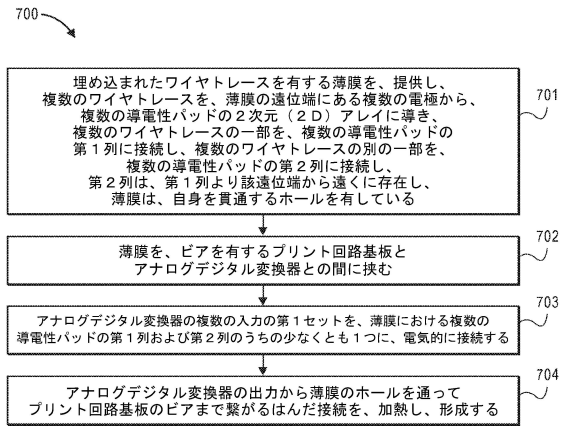 700
埋め込まれたワイヤトレースを有する薄膜を、提供し、
複数のワイヤトレースを、薄膜の遠位端にある複数の電極から、
複数の導電性パッドの2次元(2D)アレイに導き、
複数のワイヤトレースの一部を、複数の導電性パッドの
第1列に接続し、複数のワイヤトレースの別の一部を、
複数の導電性パッドの第2列に接続し、
第2列は、第1列より該遠位端から遠くに存在し、
薄膜は、自身を貫通するホールを有している
701
薄膜を、ビアを有するプリント回路基板と
アナログデジタル変換器との間に挟む
702
アナログデジタル変換器の複数の入力の第1セットを、薄膜における複数の
導電性パッドの第1列および第2列のうちの少なくとも1つに、電気的に接続する
703
アナログデジタル変換器の出力から薄膜のホールを通って
プリント回路基板のビアまで繋がるはんだ接続を、加熱し、形成する
704